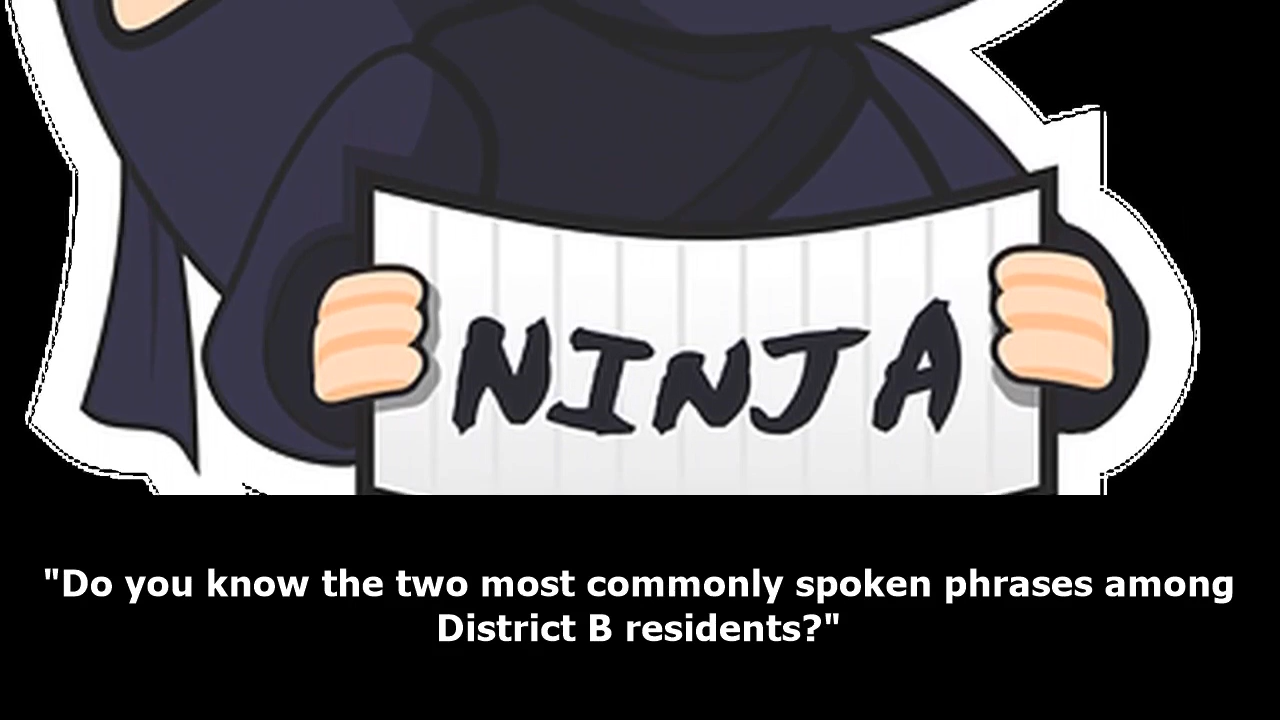 NINJA
"Do you know the two most commonly spoken phrases among
District B residents?"